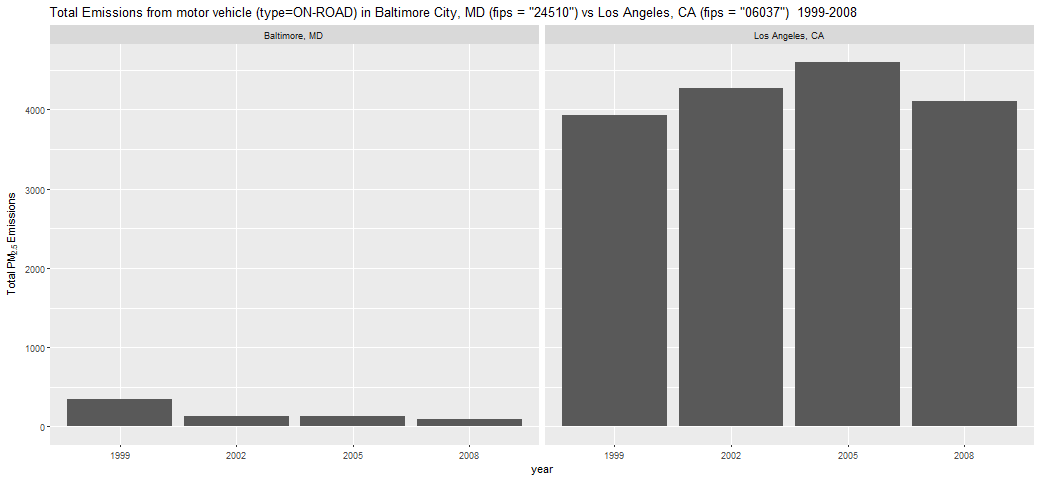 Total Emissions from motor vehicle (type=ON-ROAD) in Baltimore City, MD (fips = "24510") vs Los Angeles, CA (fips = "06037")  1999-2008
Baltimore, MD
Los Angeles, CA
Total PM2.5 Emissions
4000
3000
2000
1000
0
1999
2002
2005
2008
1999
2002
2005
2008
year